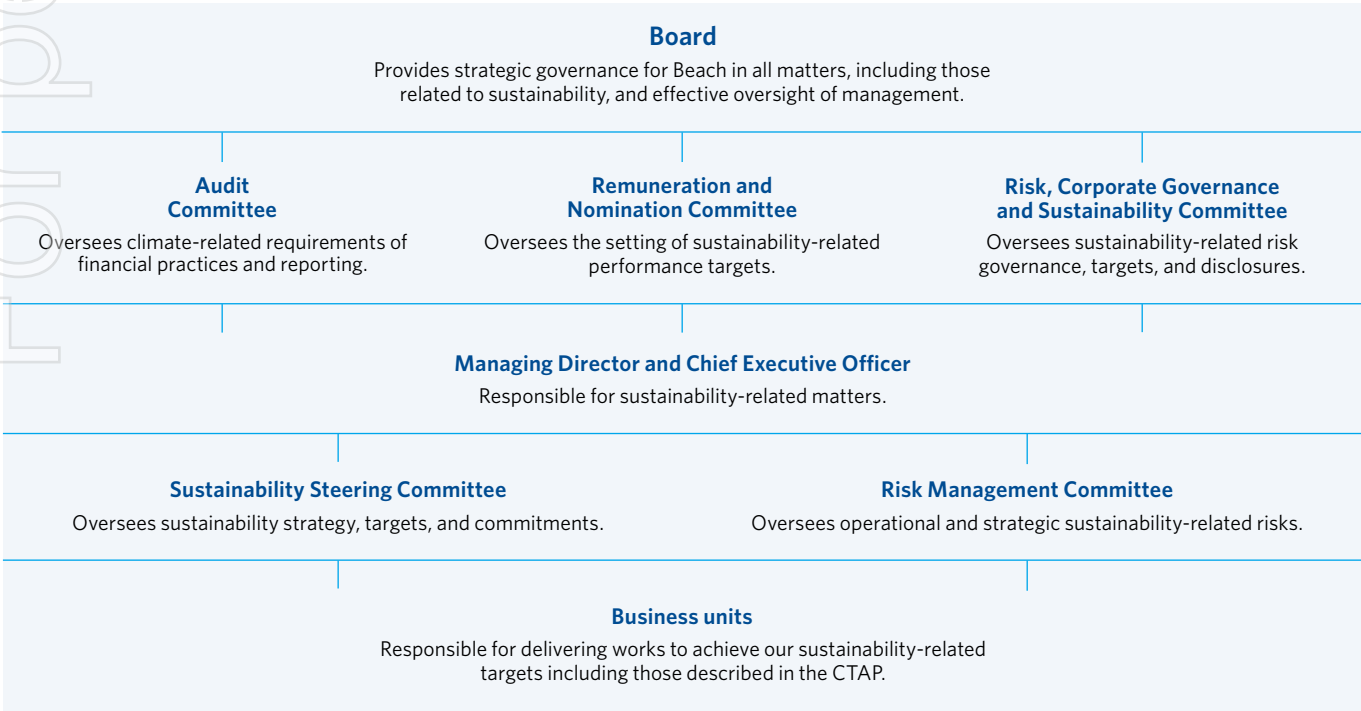 Board
Provides strategic governance for Beach in all matters, including those
related to sustainability, and effective oversight of management.
Audit
Committee
Oversees climate-related requirements of
financial practices and reporting.
Remuneration and
Nomination Committee
Oversees the setting of sustainability-related
performance targets.
Risk, Corporate Governance
and Sustainability Committee
Oversees sustainability-related risk
governance, targets, and disclosures.
Managing Director and Chief Executive Officer
Responsible for sustainability-related matters.
Sustainability Steering Committee
Oversees sustainability strategy, targets, and commitments.
Risk Management Committee
Oversees operational and strategic sustainability-related risks.
Business units
Responsible for delivering works to achieve our sustainability-related
targets including those described in the CTAP.